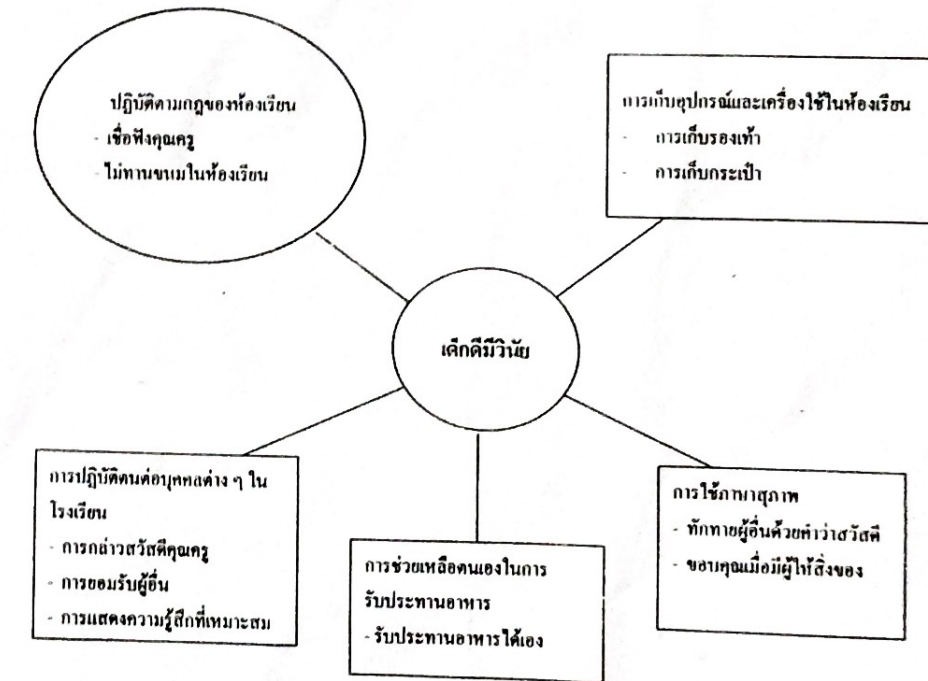 ปฏิบัติตามกฎของห้องเรียน
- เชื่อฟังคุณครู
- ไม่ทานขนมในห้องเรียน
การเก็บอุปกรณ์และเครื่องใช้ในห้องเรียน
- การเก็บรองเท้า
- การเก็บกระเป๋า
เด็กดีมีวินัย
การปฏิบัติตนต่อบุคคลต่าง ๆ ใน
โรงเรียน
- การกล่าวสวัสดีคุณครู
- การยอมรับผู้อื่น
- การแสดงความรู้สึกที่เหมาะสม
การช่วยเหลือตนเองในการ
รับประทานอาหาร
- รับประทานอาหารได้เอง
การใช้ภาษาสุภาพ
- ทักทายผู้อื่นด้วยคำว่าสวัสดี
- ขอบคุณเมื่อมีผู้ให้สิ่งของ